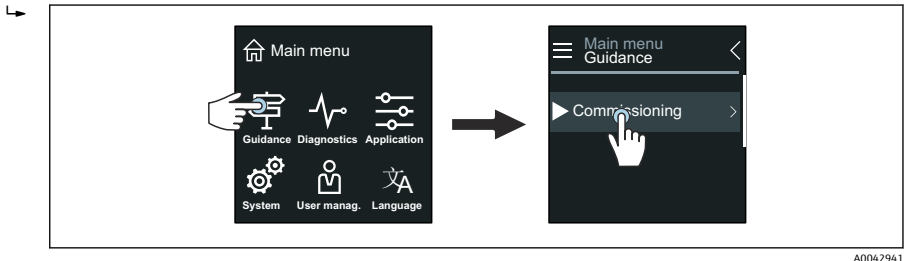 Main menu
Guidance Diagnostics Application
System User manag. Language
Main menu
Guidance
Commissioning
A0042941